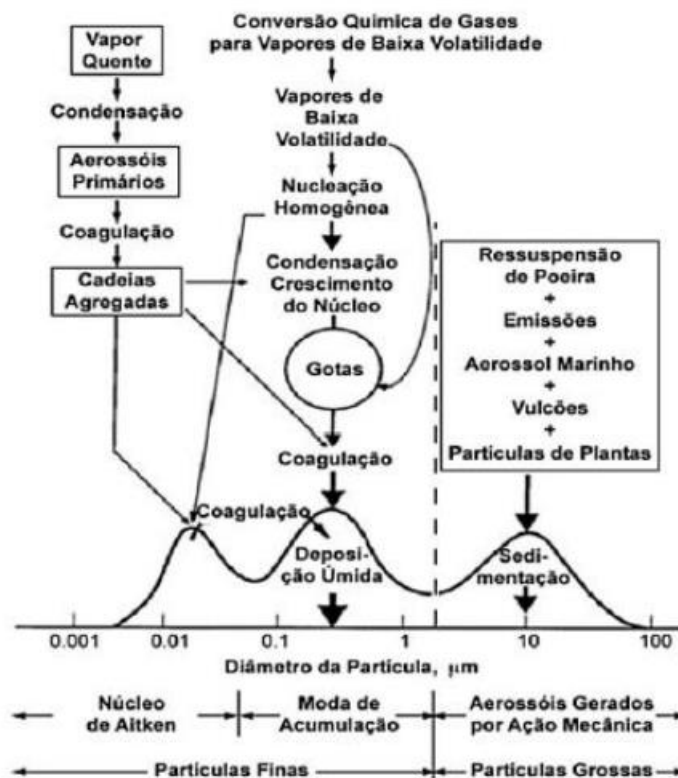 Vapor
Quente
Condensação
Aerossóis
Primários
Coagulação
Cadeias
Agregadas
Conversão Quimica de Gases
para Vapores de Baixa Volatilidade
Vapores de
Baixa
Volatilidade
Nucleação
Homogênea
Condensação
Crescimento
do Núcleo
Gotas
Coagulação
Ressuspensão
de Poeira
+
Emissões
+
Aerossol Marinho
+
Vulcões
+
Partículas de Plantas
Coagulação
Deposi-
ção Úmida
Sedi-
mentação
0.001 0.01 0.1 1 10 100
Diâmetro da Partícula, µm
Núcleo
de Aitken
Moda de
Acumulação
Aerossóis Gerados
por Ação Mecânica
Partículas Finas
Partículas Grossas